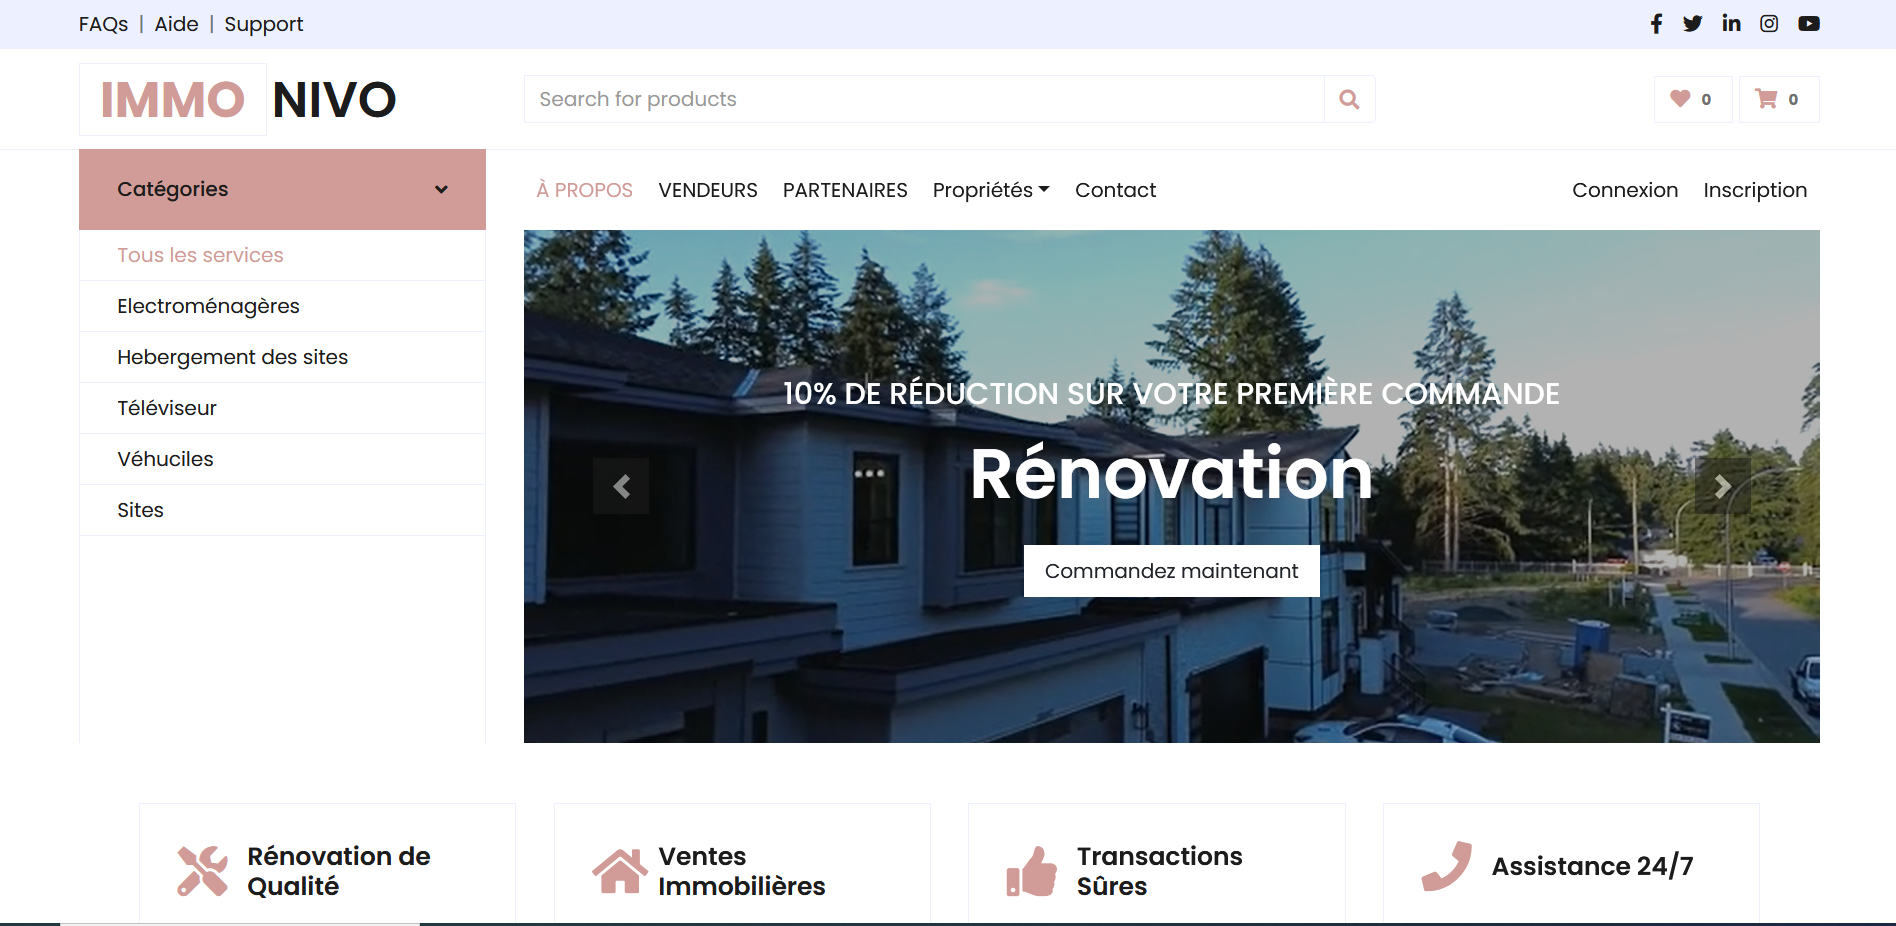 FAQs | Aide | Support
IMMO NIVO
Search for products
0
0
Catégories
À PROPOS VENDEURS PARTENAIRES Propriétés Contact Connexion Inscription
Tous les services
Electroménagères
Hebergement des sites
Téléviseur
Véhuciles
Sites
10% DE RÉDUCTION SUR VOTRE PREMIÈRE COMMANDE
Rénovation
Commandez maintenant
Rénovation de
Qualité
Ventes
Immobilières
Transactions
Sûres
Assistance 24/7